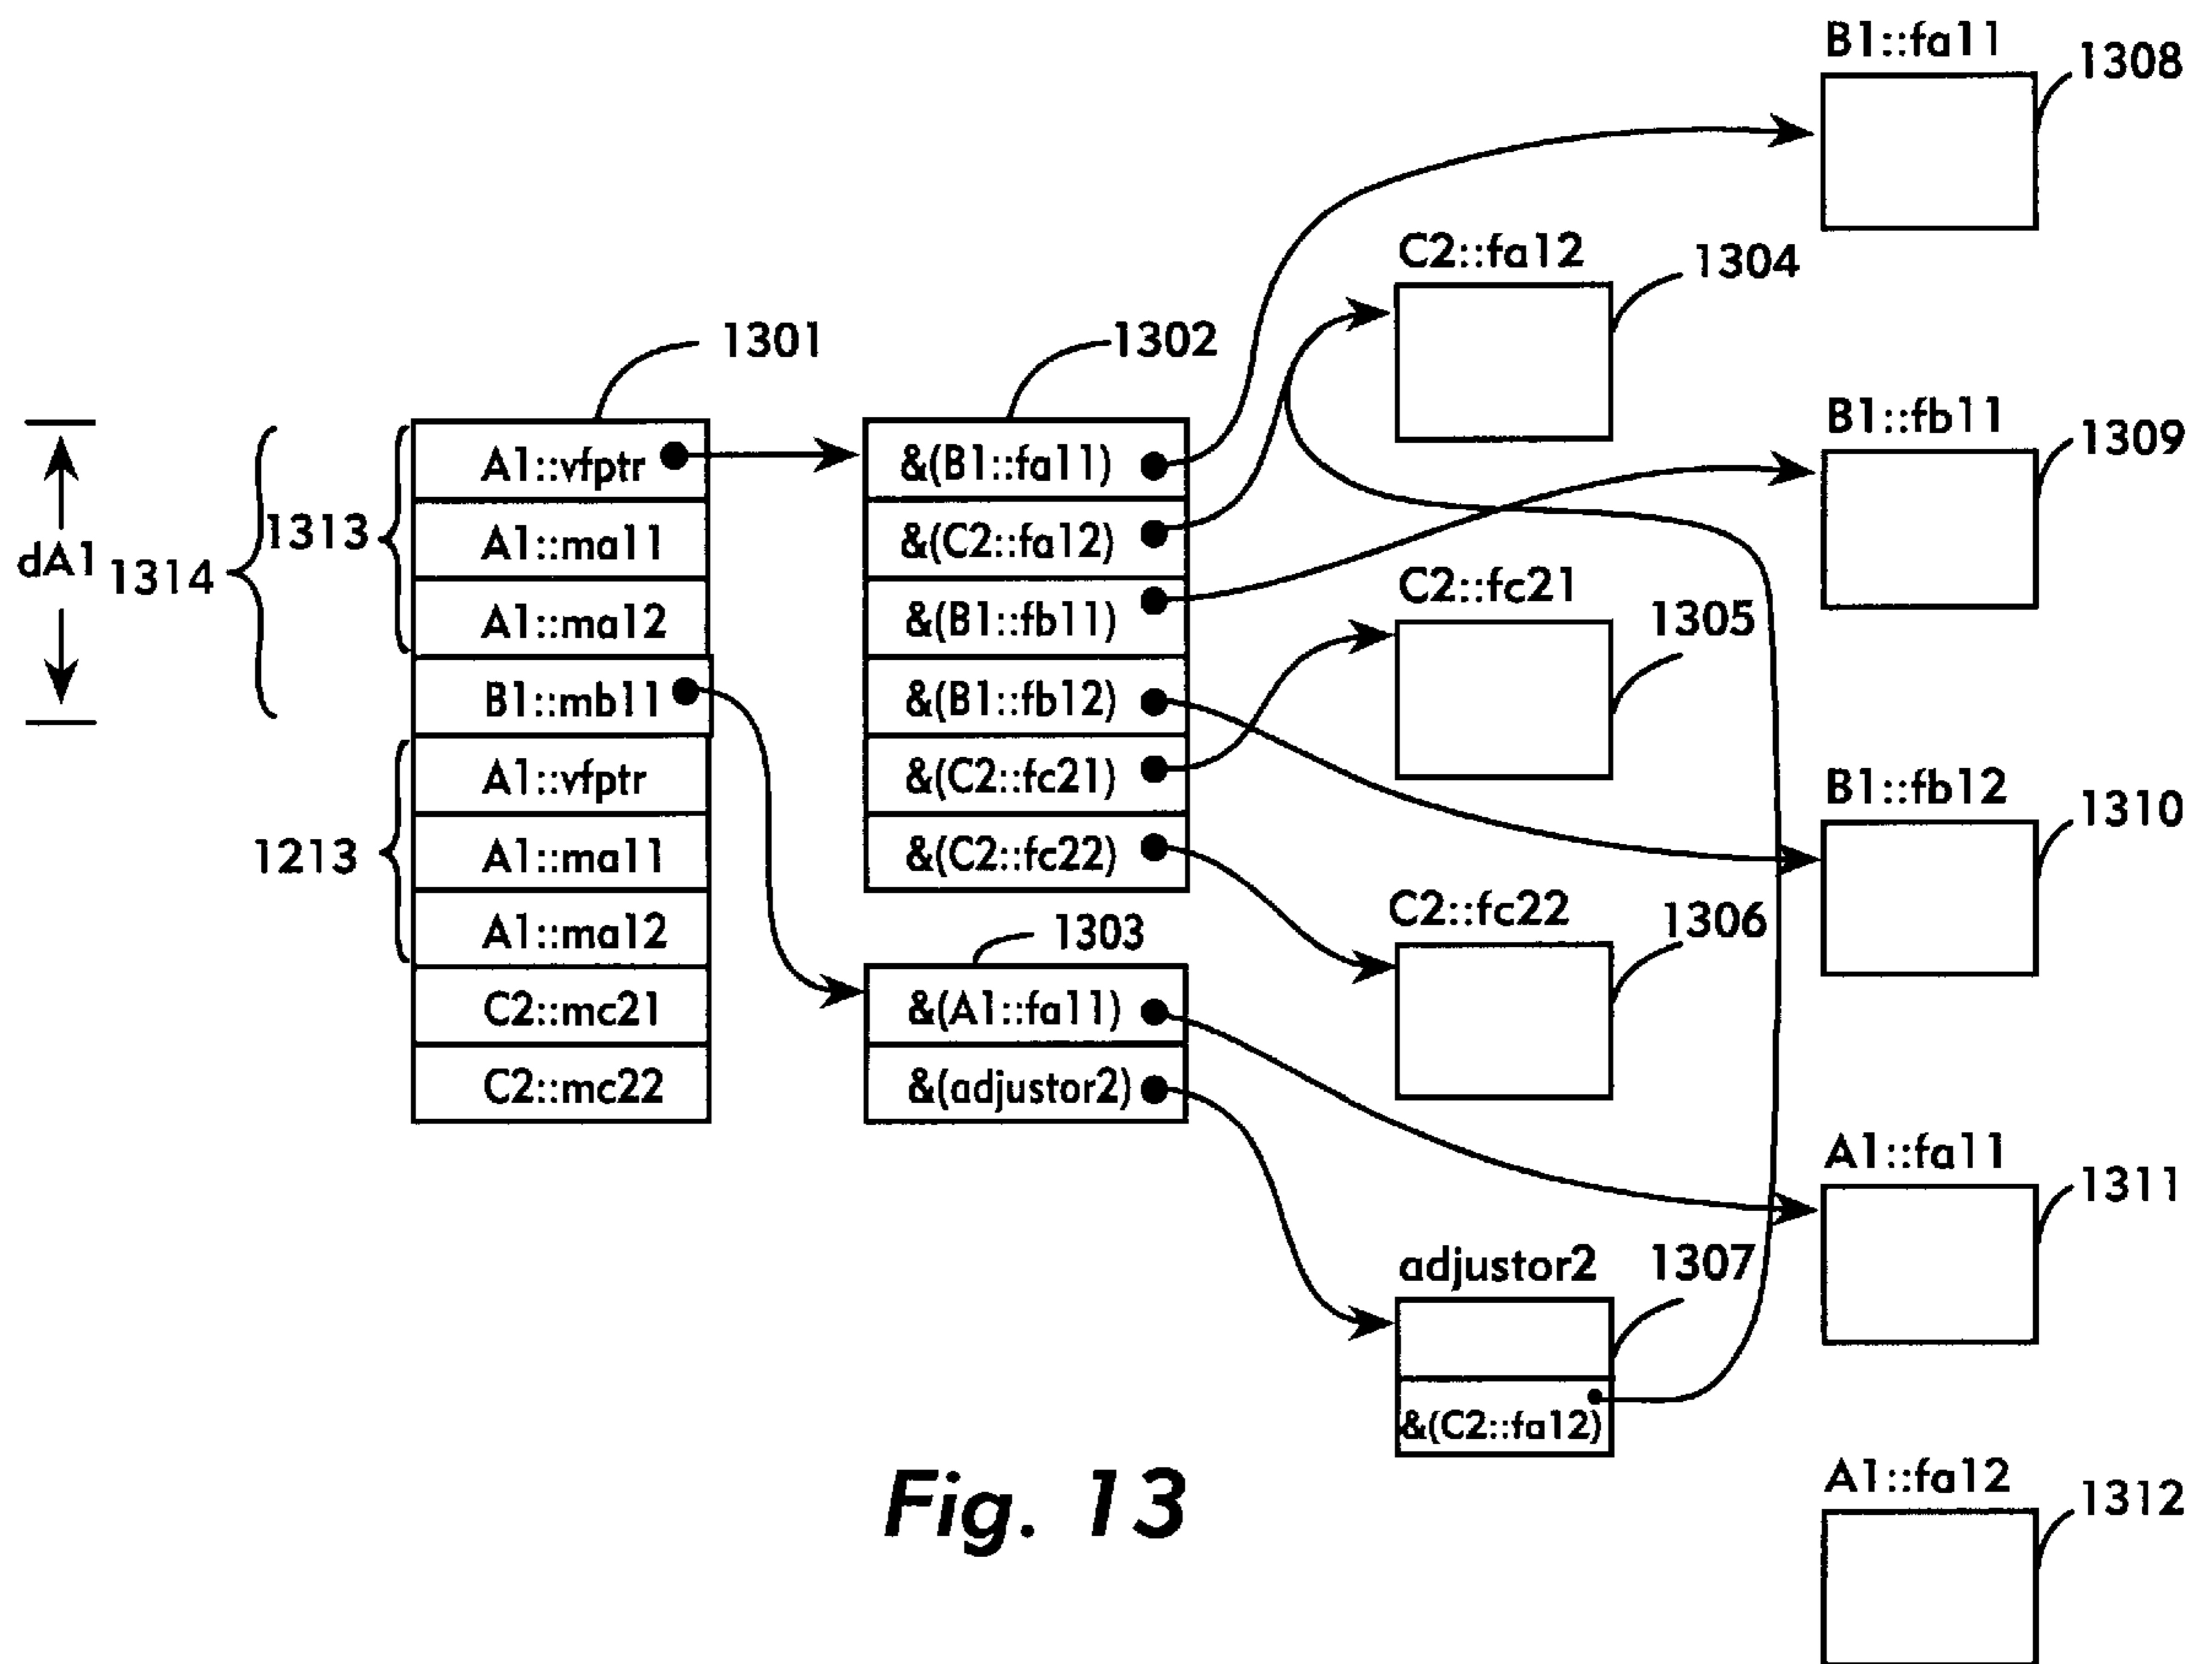 B1::fa11
1308
C2::fa12
1304
1301
1302
B1::fb11
1309
dA1
1314
1313
A1::vfptr
A1::ma11
A1::ma12
B1::mb11
1213
A1::vfptr
A1::ma11
A1::ma12
C2::mc21
C2::mc22
&(B1::fa11)
&(C2::fa12)
&(B1::fb11)
&(B1::fb12)
&(C2::fc21)
&(C2::fc22)
1303
&(A1::fa11)
&(adjustor2)
C2::fc21
1305
B1::fb12
1310
C2::fc22
1306
A1::fa11
1311
adjustor2
1307
&(C2::fa12)
A1::fa12
1312
Fig. 13